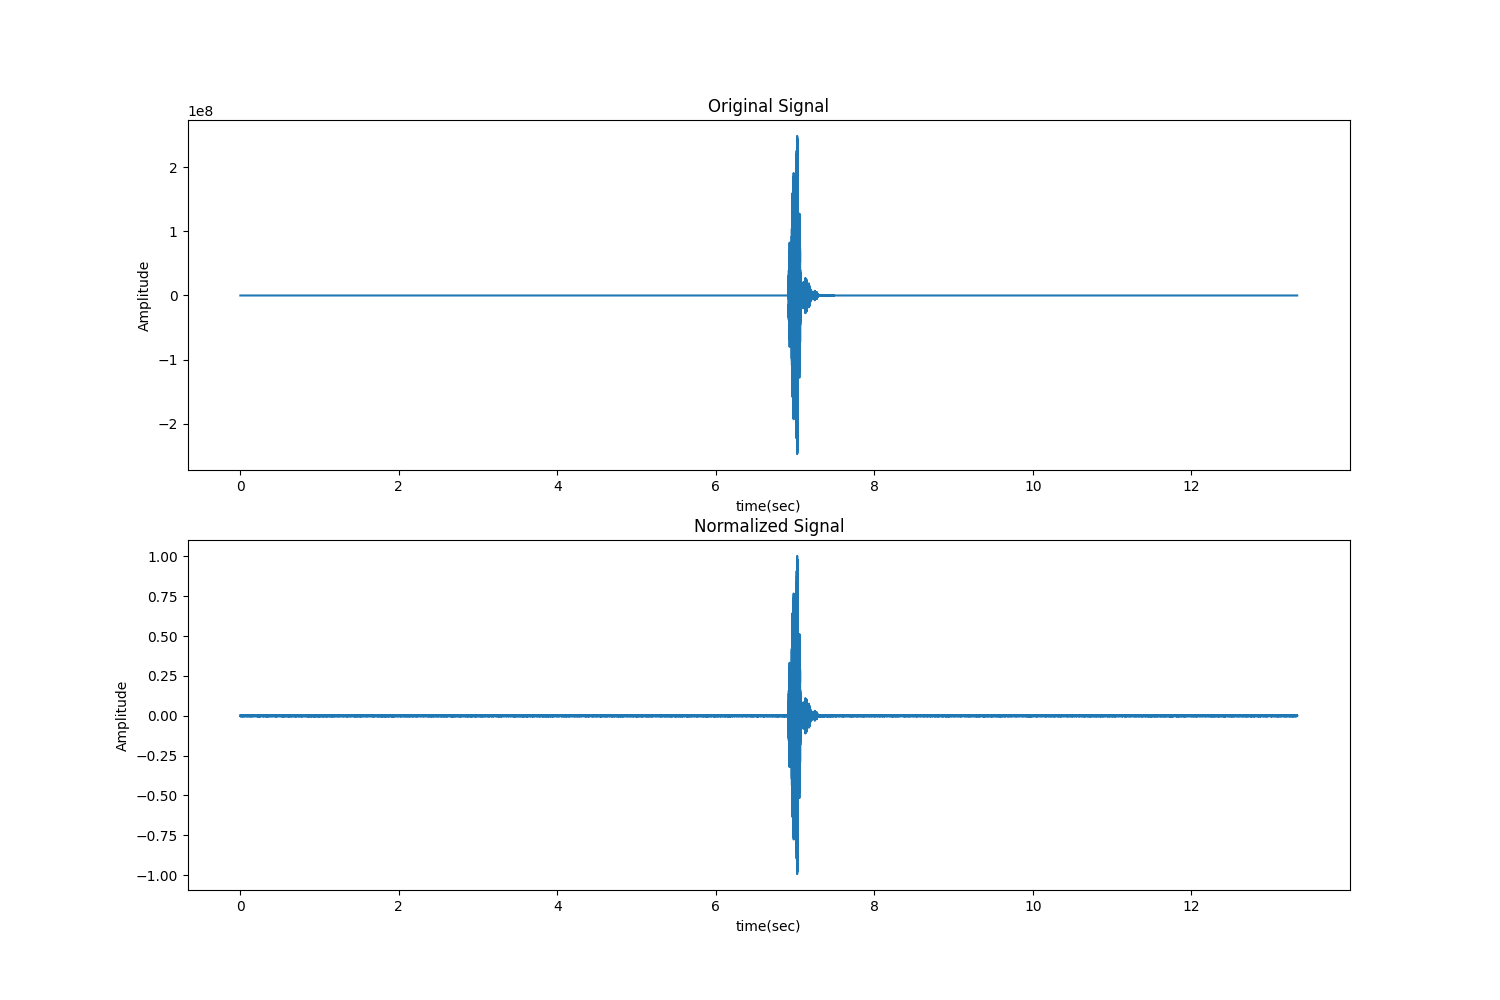 Original Signal
1e8
2
1
0
−1
−2
Amplitude
0 2 4 6 8 10 12
time(sec)
Normalized Signal
1.00
0.75
0.50
0.25
0.00
−0.25
−0.50
−0.75
−1.00
Amplitude
0 2 4 6 8 10 12
time(sec)